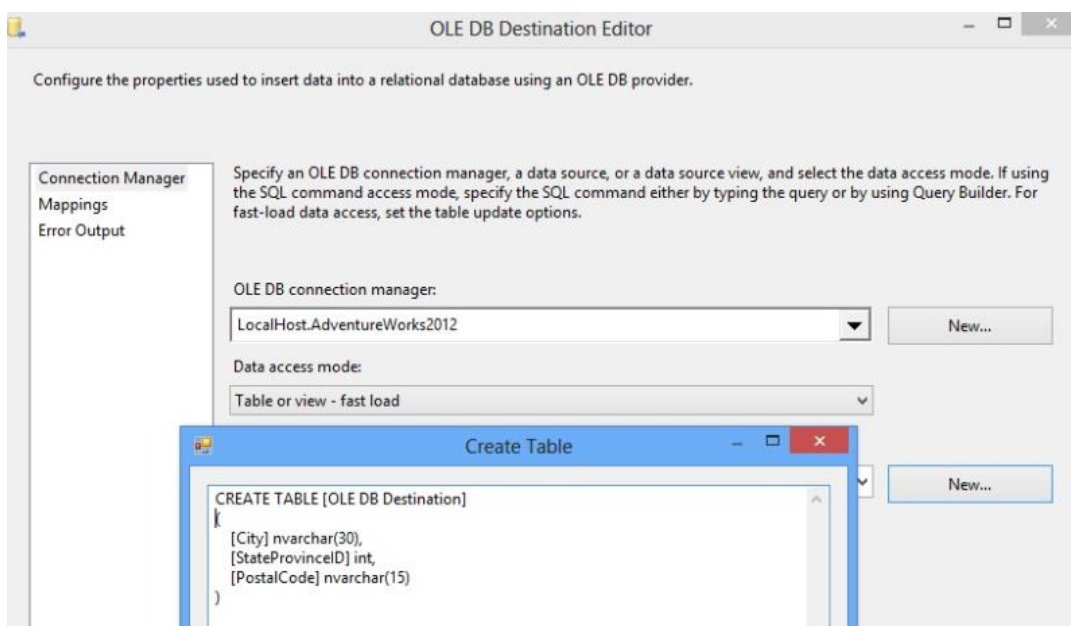 OLE DB Destination Editor
Configure the properties used to insert data into a relational database using an OLE DB provider.
Connection Manager
Mappings
Error Output
Specify an OLE DB connection manager, a data source, or a data source view, and select the data access mode. If using
the SQL command access mode, specify the SQL command either by typing the query or by using Query Builder. For
fast-load data access, set the table update options.
OLE DB connection manager:
LocalHost.AdventureWorks2012
New...
Data access mode:
Table or view - fast load
New...
Create Table
CREATE TABLE [OLE DB Destination]
(
[City] nvarchar(30),
[StateProvinceID] int,
[PostalCode] nvarchar(15)
)